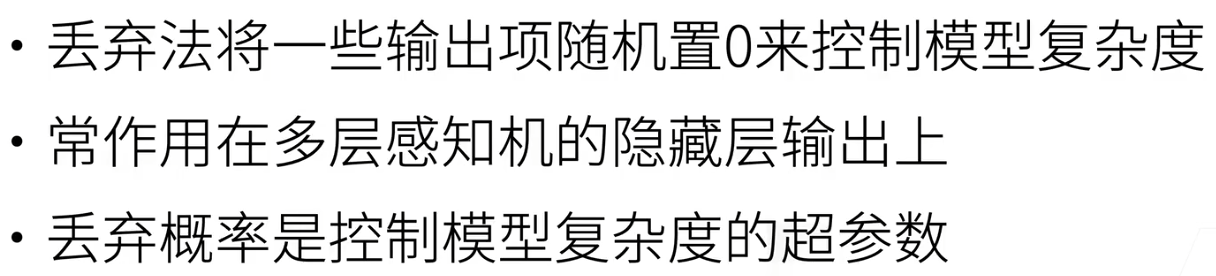 • 丢弃法将一些输出项随机置0来控制模型复杂度
• 常作用在多层感知机的隐藏层输出上
• 丢弃概率是控制模型复杂度的超参数